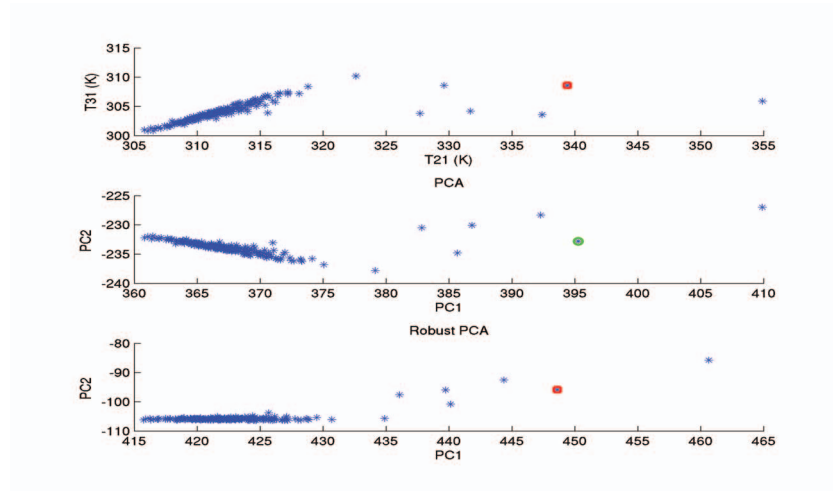 315
310
305
300
T31 (K)
305 310 315 320 325 330 335 340 345 350 355
T21 (K)
PCA
-225
-230
-235
-240
PC2
360 365 370 375 380 385 390 395 400 405 410
PC1
Robust PCA
-80
-90
-100
-110
PC2
415 420 425 430 435 440 445 450 455 460 465
PC1